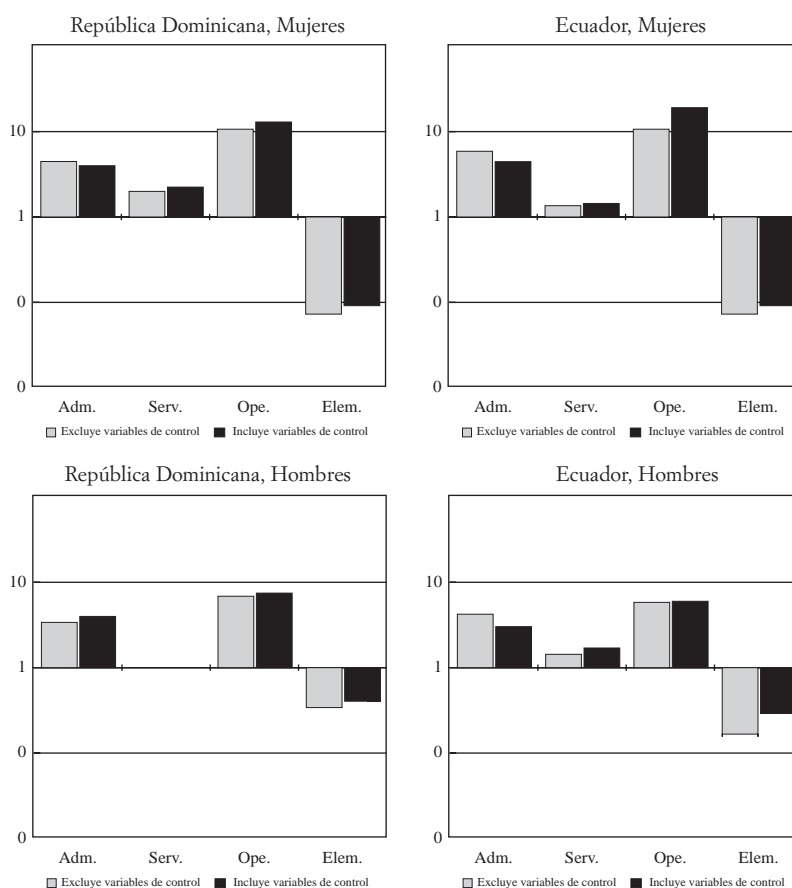 República Dominicana, Mujeres
10
1
0
0
Adm. Serv. Ope. Elem.
Excluye variables de control Incluye variables de control
Ecuador, Mujeres
10
1
0
0
Adm. Serv. Ope. Elem.
Excluye variables de control Incluye variables de control
República Dominicana, Hombres
10
1
0
0
Adm. Serv. Ope. Elem.
Excluye variables de control Incluye variables de control
Ecuador, Hombres
10
1
0
0
Adm. Serv. Ope. Elem.
Excluye variables de control Incluye variables de control